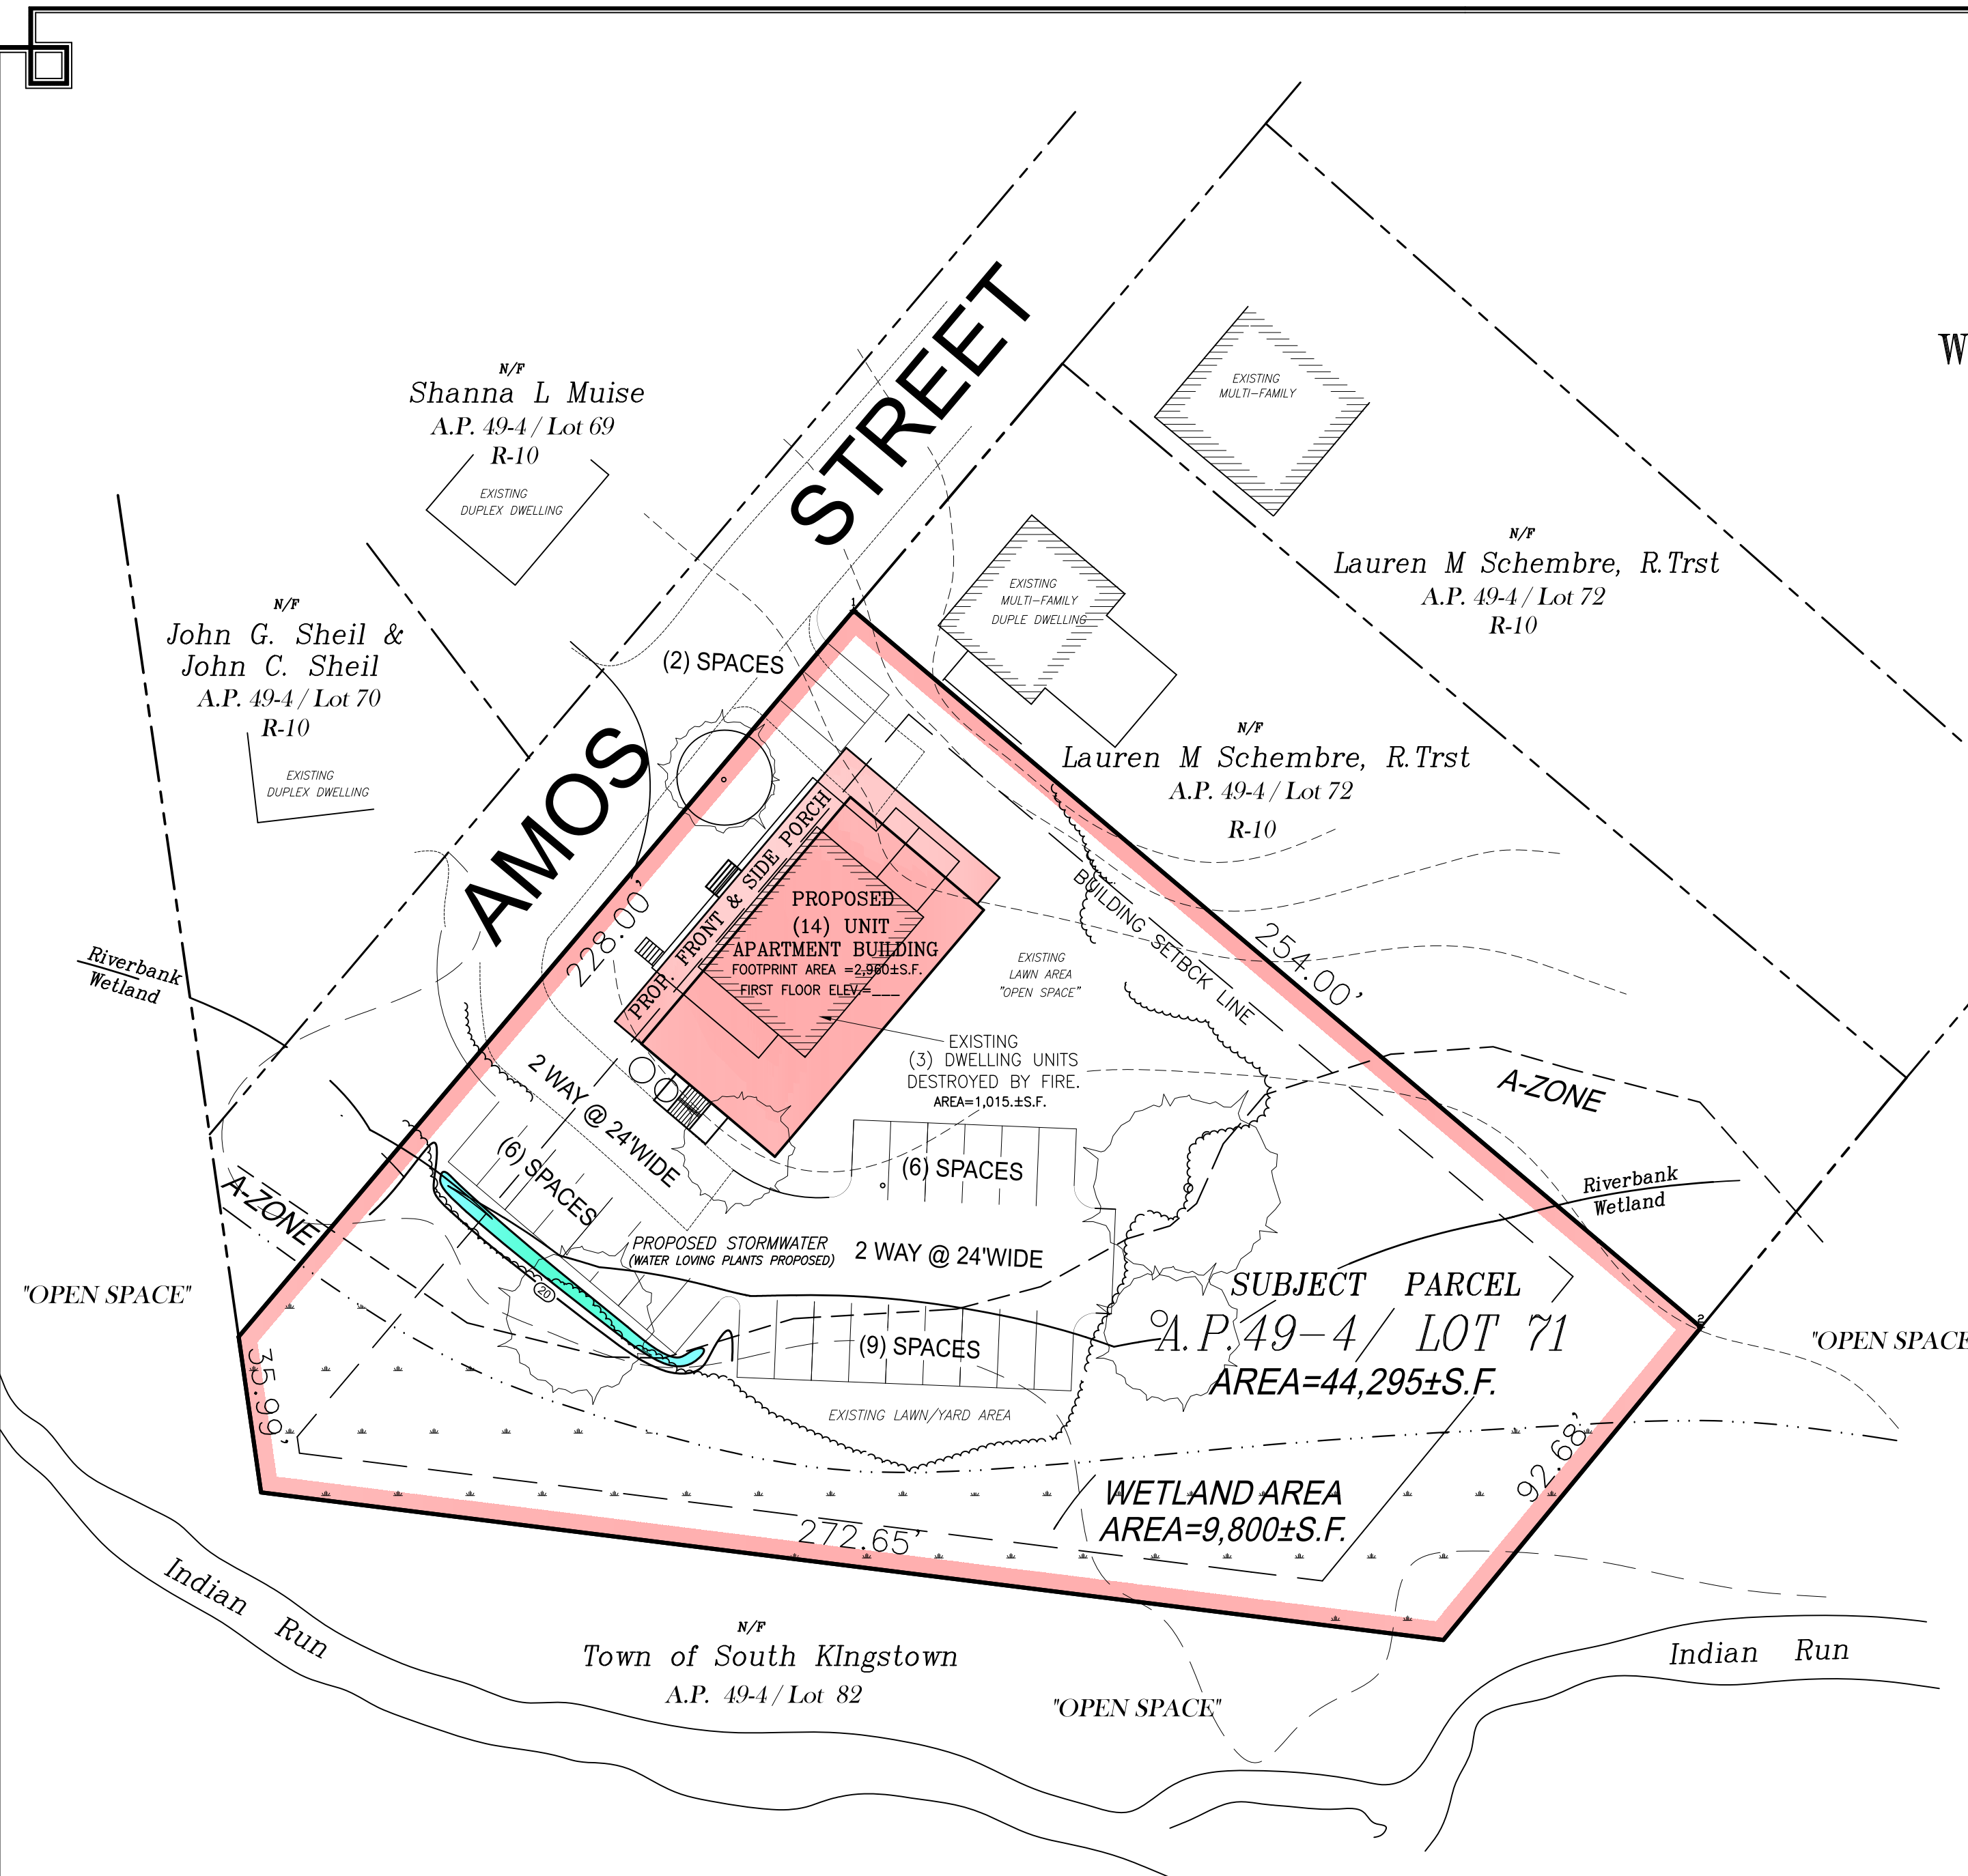 W
N/F
Shanna L Muise
A.P. 49-4 / Lot 69
R-10
EXISTING
DUPLEX DWELLING
N/F
John G. Sheil &
John C. Sheil
A.P. 49-4 / Lot 70
R-10
EXISTING
DUPLEX DWELLING
AMOS STREET
EXISTING
MULTI-FAMILY
N/F
Lauren M Schembre, R.Trst
A.P. 49-4 / Lot 72
R-10
EXISTING
MULTI-FAMILY
DUPLE DWELLING
N/F
Lauren M Schembre, R.Trst
A.P. 49-4 / Lot 72
R-10
1
(2) SPACES
228.00'
PROP. FRONT & SIDE PORCH
PROPOSED
(14) UNIT
APARTMENT BUILDING
FOOTPRINT AREA =2,960±S.F.
FIRST FLOOR ELEV.=___
BUILDING SETBCK LINE
254.00'
EXISTING
LAWN AREA
"OPEN SPACE"
EXISTING
(3) DWELLING UNITS
DESTROYED BY FIRE.
AREA=1,015.±S.F.
Riverbank
Wetland
2 WAY @ 24'WIDE
(6) SPACES
(6) SPACES
A-ZONE
A-ZONE
Riverbank
Wetland
PROPOSED STORMWATER
(WATER LOVING PLANTS PROPOSED)
2 WAY @ 24'WIDE
20
(9) SPACES
"OPEN SPACE"
SUBJECT PARCEL
A.P.49-4/ LOT 71
AREA=44,295±S.F.
2
"OPEN SPACE
35.99'
EXISTING LAWN/YARD AREA
92.68'
WETLAND AREA
AREA=9,800±S.F.
272.65'
Indian Run
N/F
Town of South KIngstown
A.P. 49-4 / Lot 82
"OPEN SPACE"
Indian Run